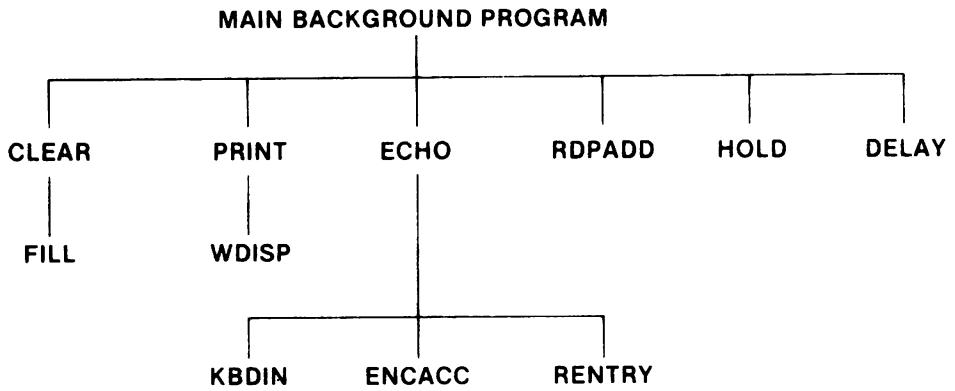 MAIN BACKGROUND PROGRAM
CLEAR PRINT ECHO RDPADD HOLD DELAY
FILL WDISP
KBDIN ENCACC RENTRY